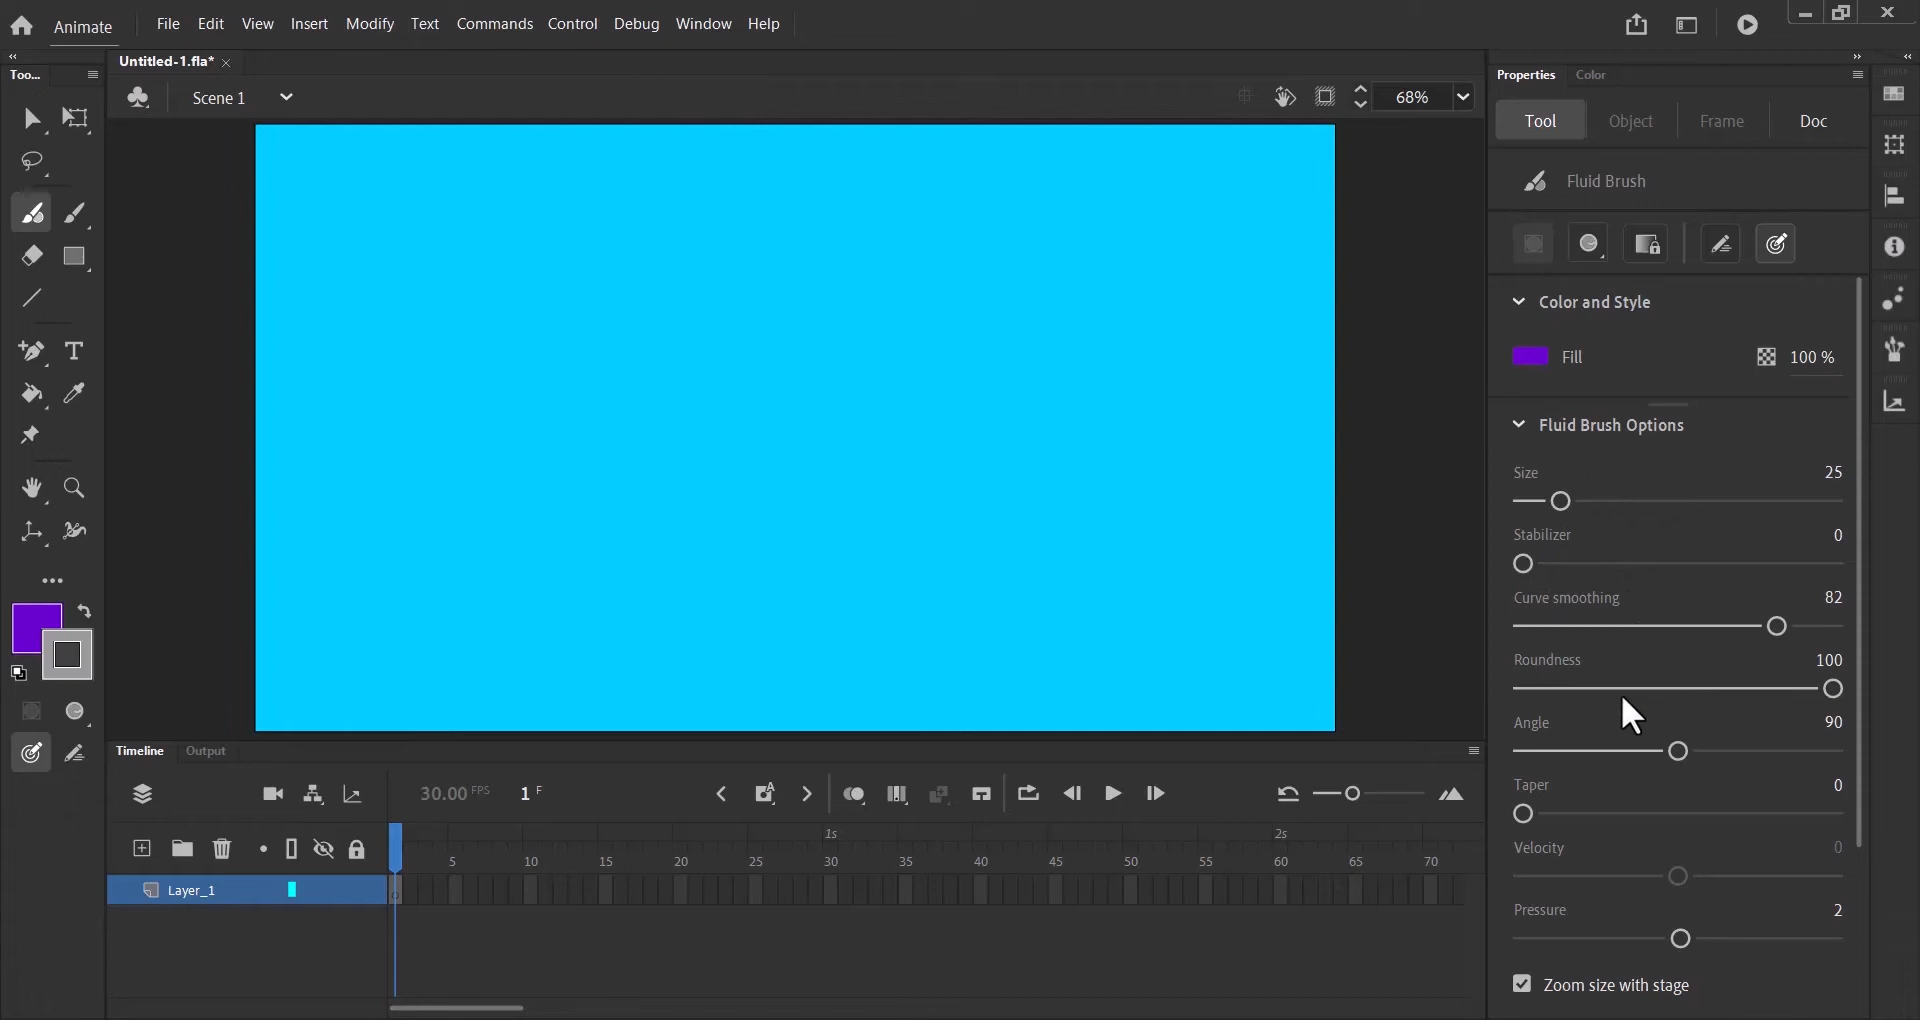 Animate File Edit View Insert Modify Text Commands Control Debug Window Help
Untitled-1.fla*
Too...
Properties Color
Scene 1
68%
Tool Object Frame Doc
Fluid Brush
Color and Style
Fill 100 %
Fluid Brush Options
Size 25
Stabilizer 0
Curve smoothing 82
Roundness 100
Angle 90
Taper 0
Velocity 0
Pressure 2
Zoom size with stage
T
Timeline Output
30.00 FPS 1 F
1s 2s
5 10 15 20 25 30 35 40 45 50 55 60 65 70
Layer_1